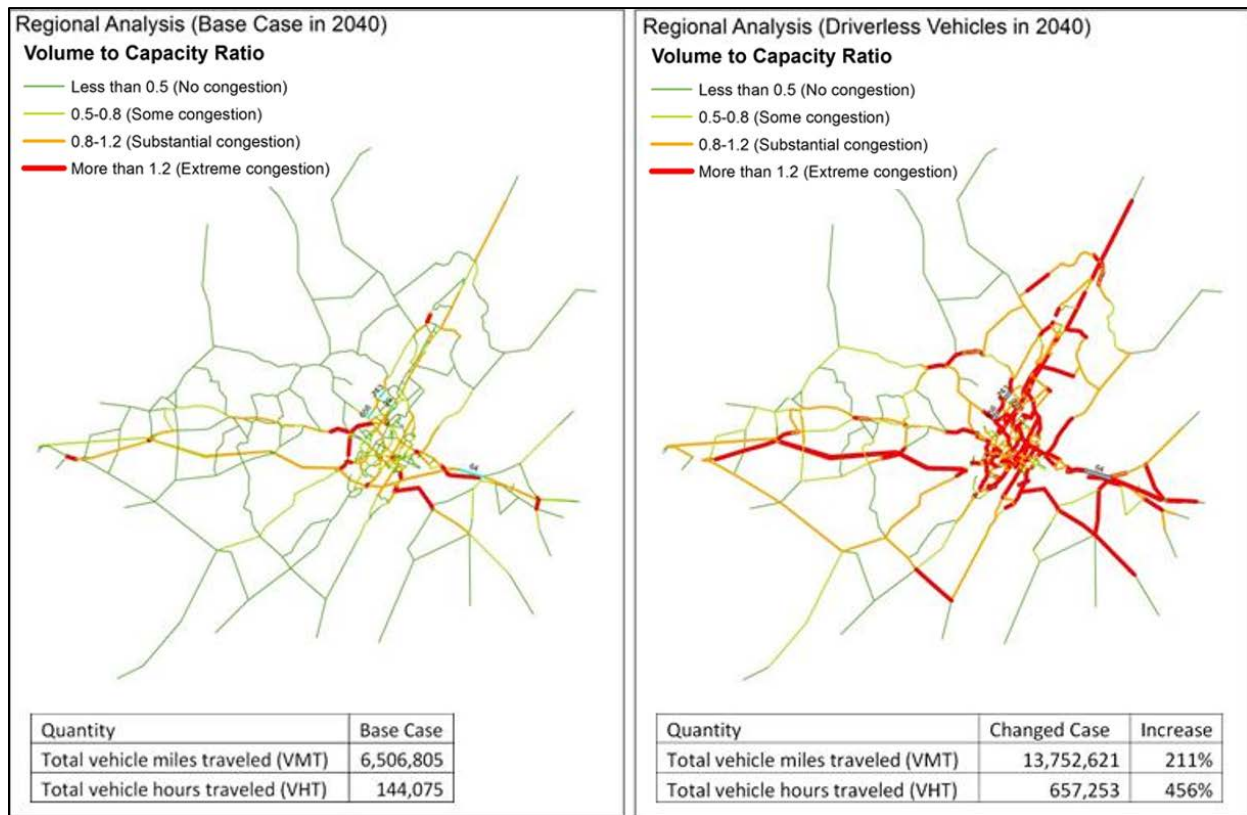 Regional Analysis (Base Case in 2040)
Volume to Capacity Ratio
Less than 0.5 (No congestion)
0.5-0.8 (Some congestion)
0.8-1.2 (Substantial congestion)
More than 1.2 (Extreme congestion)
64
Quantity Base Case
Total vehicle miles traveled (VMT) 6,506,805
Total vehicle hours traveled (VHT) 144,075
Regional Analysis (Driverless Vehicles in 2040)
Volume to Capacity Ratio
Less than 0.5 (No congestion)
0.5-0.8 (Some congestion)
0.8-1.2 (Substantial congestion)
More than 1.2 (Extreme congestion)
64
Quantity Changed Case Increase
Total vehicle miles traveled (VMT) 13,752,621 211%
Total vehicle hours traveled (VHT) 657,253 456%